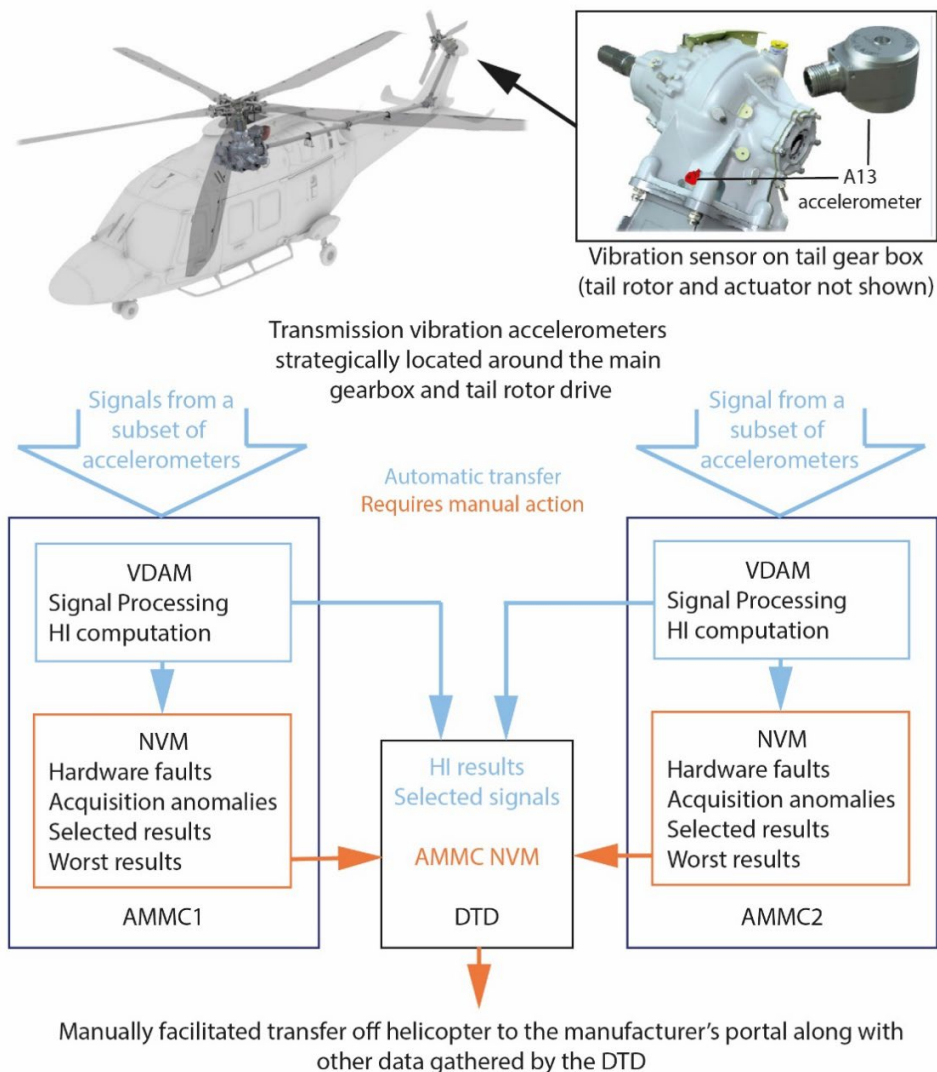 A13
accelerometer
Vibration sensor on tail gear box
(tail rotor and actuator not shown)
Transmission vibration accelerometers
strategically located around the main
gearbox and tail rotor drive
Signals from a
subset of
accelerometers
Signal from a
subset of
accelerometers
Automatic transfer
Requires manual action
VDAM
Signal Processing
HI computation
NVM
Hardware faults
Acquisition anomalies
Selected results
Worst results
AMMC1
HI results
Selected signals
AMMC NVM
DTD
VDAM
Signal Processing
HI computation
NVM
Hardware faults
Acquisition anomalies
Selected results
Worst results
AMMC2
Manually facilitated transfer off helicopter to the manufacturer's portal along with
other data gathered by the DTD